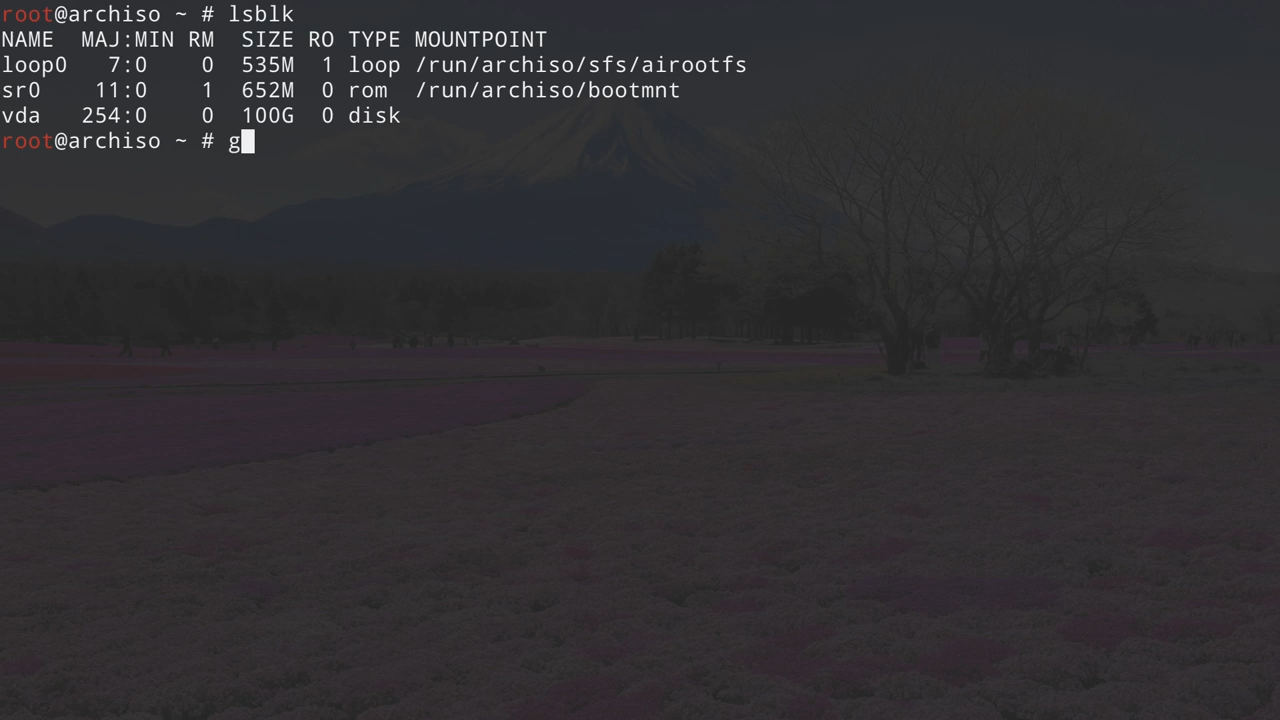 root@archiso ~ # lsblk
NAME  MAJ:MIN RM  SIZE RO TYPE MOUNTPOINT
loop0   7:0    0  535M  1 loop /run/archiso/sfs/airootfs
sr0    11:0    1  652M  0 rom  /run/archiso/bootmnt
vda   254:0    0  100G  0 disk
root@archiso ~ # g